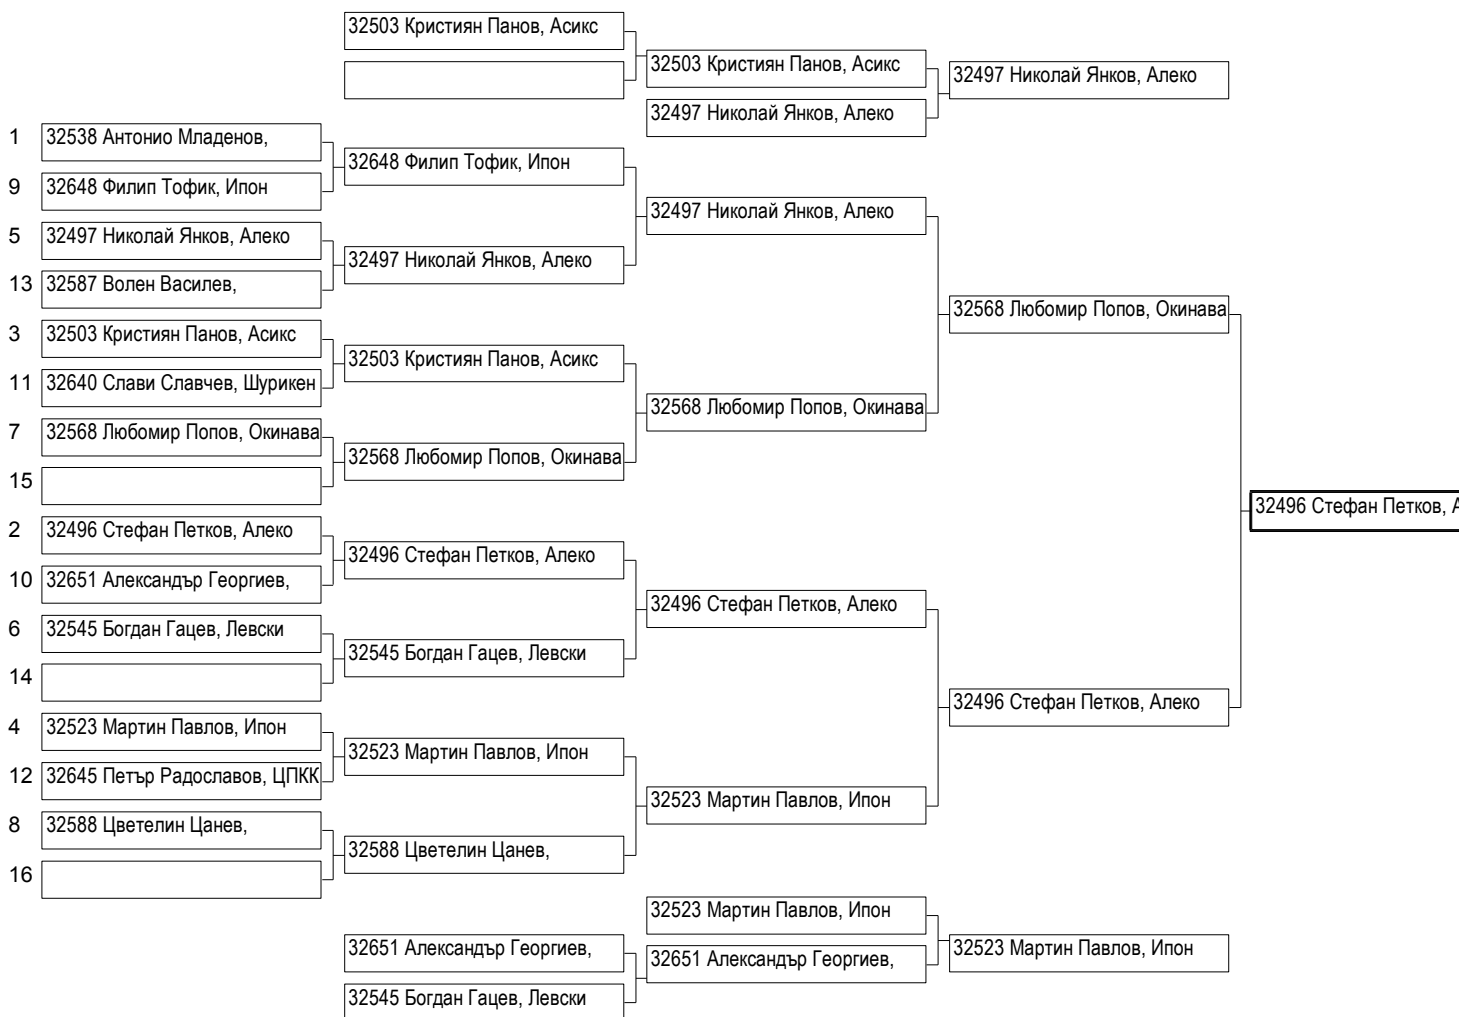 32503 Кристиян Панов, Асикс
32503 Кристиян Панов, Асикс
32497 Николай Янков, Алеко
32497 Николай Янков, Алеко
1 32538 Антонио Младенов,
32648 Филип Тофик, Ипон
9 32648 Филип Тофик, Ипон
32497 Николай Янков, Алеко
5 32497 Николай Янков, Алеко
32497 Николай Янков, Алеко
13 32587 Волен Василев,
32568 Любомир Попов, Окинава
3 32503 Кристиян Панов, Асикс
32503 Кристиян Панов, Асикс
11 32640 Слави Славчев, Шурикен
32568 Любомир Попов, Окинава
7 32568 Любомир Попов, Окинава
32568 Любомир Попов, Окинава
15
32496 Стефан Петков, А
2 32496 Стефан Петков, Алеко
32496 Стефан Петков, Алеко
10 32651 Александър Георгиев,
32496 Стефан Петков, Алеко
6 32545 Богдан Гацев, Левски
32545 Богдан Гацев, Левски
14
32496 Стефан Петков, Алеко
4 32523 Мартин Павлов, Ипон
32523 Мартин Павлов, Ипон
12 32645 Петър Радославов, ЦПКК
32523 Мартин Павлов, Ипон
8 32588 Цветелин Цанев,
32588 Цветелин Цанев,
16
32523 Мартин Павлов, Ипон
32651 Александър Георгиев,
32651 Александър Георгиев,
32523 Мартин Павлов, Ипон
32545 Богдан Гацев, Левски